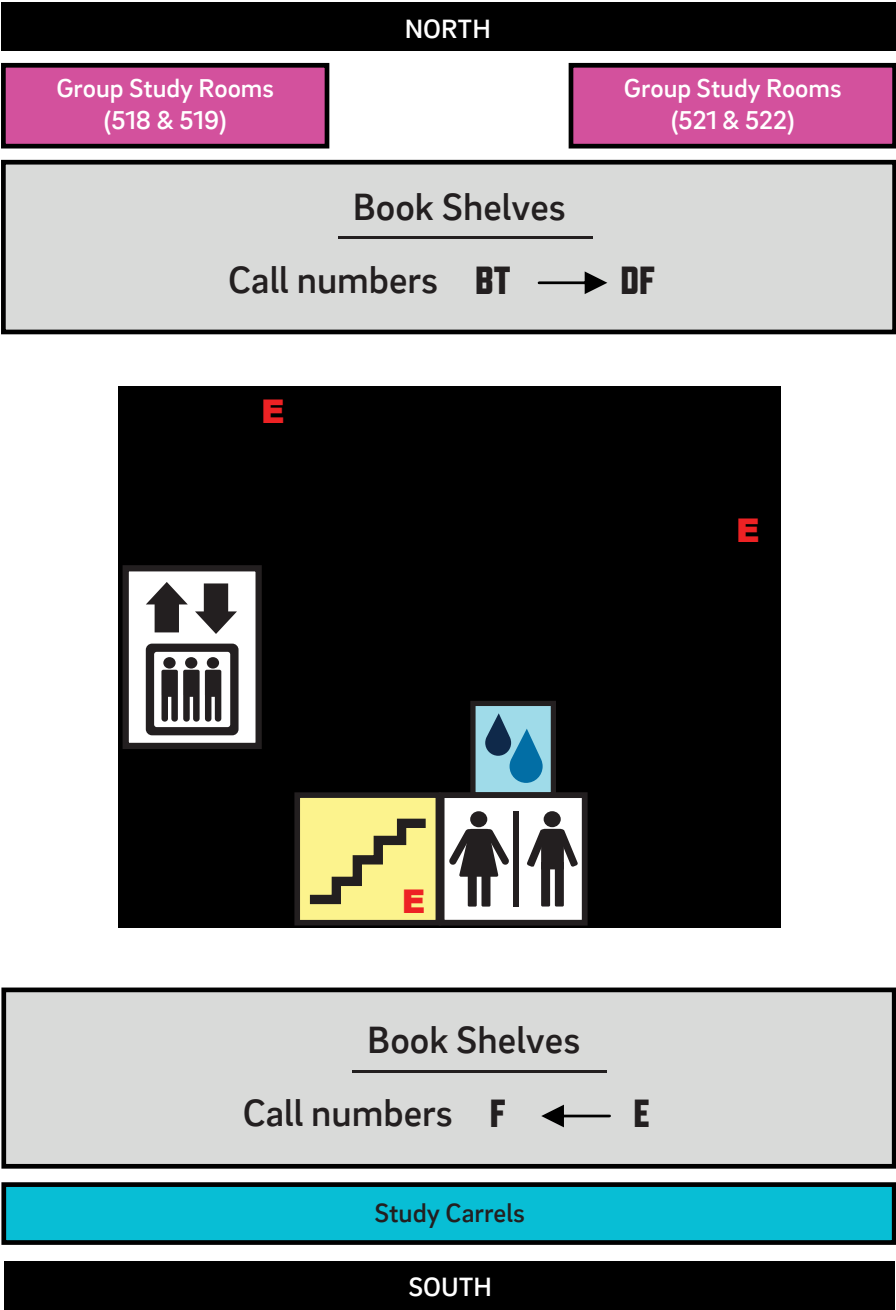 NORTH
Group Study Rooms
(518 & 519)
Group Study Rooms
(521 & 522)
Book Shelves
Call numbers BT → DF
E
E
E
Book Shelves
Call numbers F ← E
Study Carrels
SOUTH